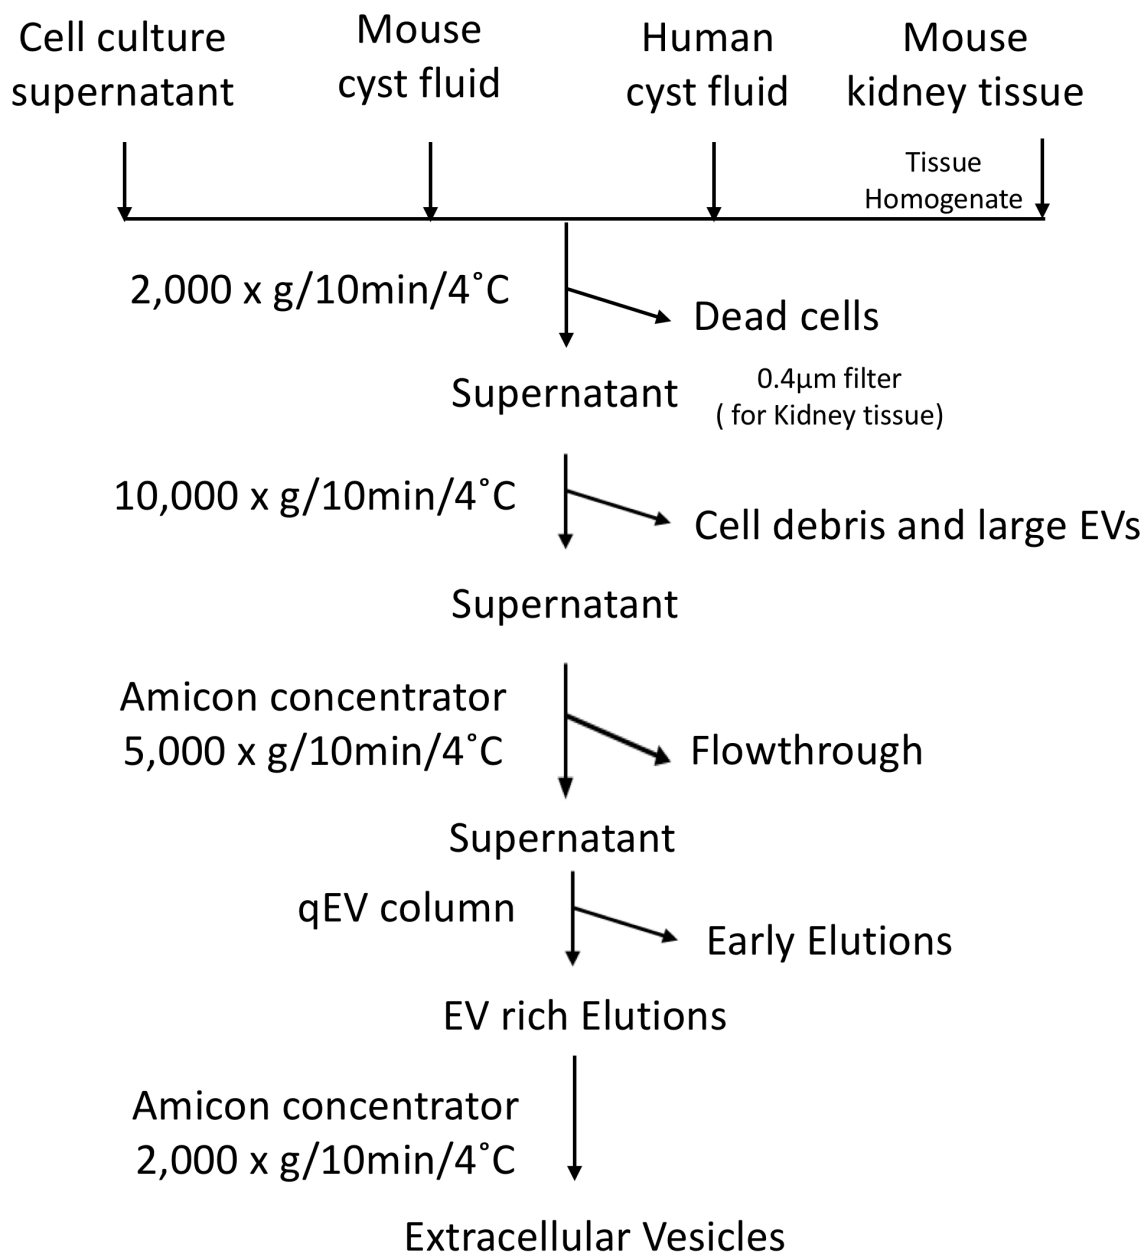 Cell culture
supernatant
Mouse
cyst fluid
Human
cyst fluid
Mouse
kidney tissue
Tissue
Homogenate
2,000 x g/10min/4˚C
Dead cells
Supernatant
0.4µm filter
( for Kidney tissue)
10,000 x g/10min/4˚C
Cell debris and large EVs
Supernatant
Amicon concentrator
5,000 x g/10min/4˚C
Flowthrough
Supernatant
qEV column
Early Elutions
EV rich Elutions
Amicon concentrator
2,000 x g/10min/4˚C
Extracellular Vesicles